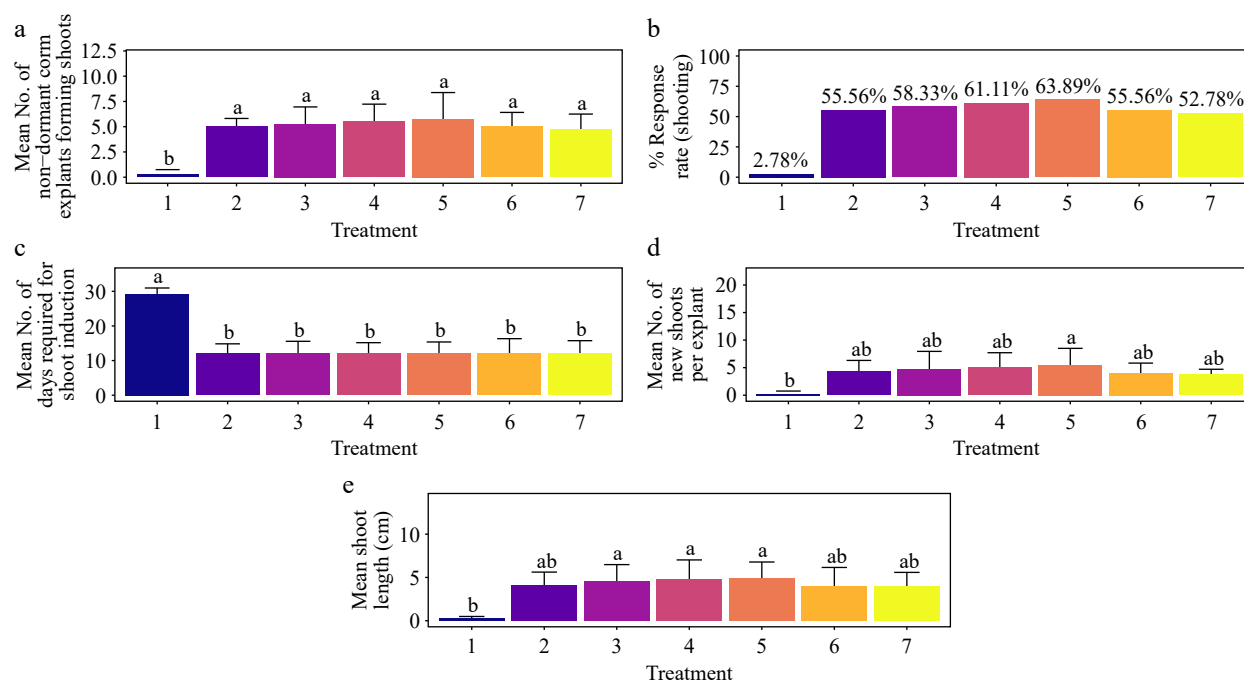 a
Mean No. of
non−dormant corm
explants forming shoots
12.5
10.0
7.5
5.0
2.5
0.0
b
a
a
a
a
a
a
1 2 3 4 5 6 7
Treatment
b
% Response
rate (shooting)
100
75
50
25
0
2.78%
55.56%
58.33%
61.11%
63.89%
55.56%
52.78%
1 2 3 4 5 6 7
Treatment
c
Mean No. of
days required for
shoot induction
30
20
10
0
a
b
b
b
b
b
b
1 2 3 4 5 6 7
Treatment
d
Mean No. of
new shoots
per explant
20
15
10
5
0
b
ab
ab
ab
a
ab
ab
1 2 3 4 5 6 7
Treatment
e
Mean shoot
length (cm)
10
5
0
b
ab
a
a
a
ab
ab
1 2 3 4 5 6 7
Treatment